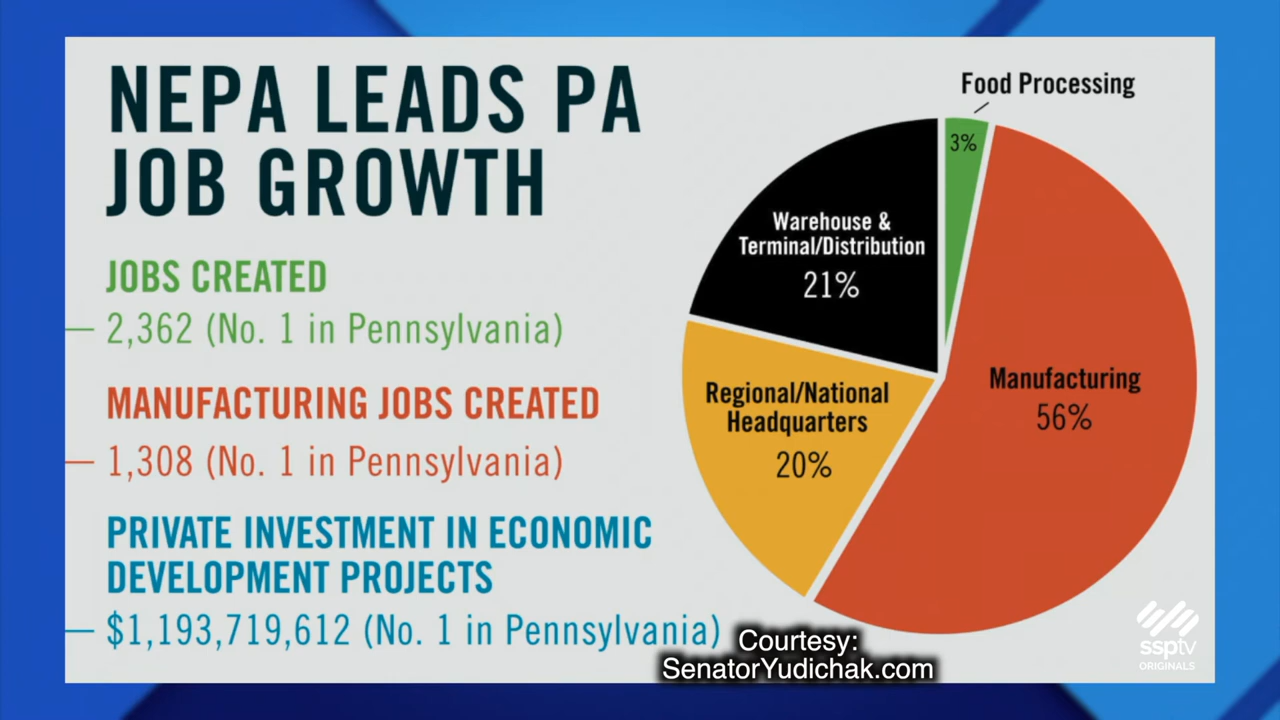 NEPA LEADS PA
JOB GROWTH
JOBS CREATED
2,362 (No. 1 in Pennsylvania)
MANUFACTURING JOBS CREATED
1,308 (No. 1 in Pennsylvania)
PRIVATE INVESTMENT IN ECONOMIC
DEVELOPMENT PROJECTS
$1,193,719,612 (No. 1 in Pennsylvania)
Food Processing
3%
Warehouse &
Terminal/Distribution
21%
Manufacturing
56%
Regional/National
Headquarters
20%
Courtesy:
SenatorYudichak.com
ssptv
ORIGINALS